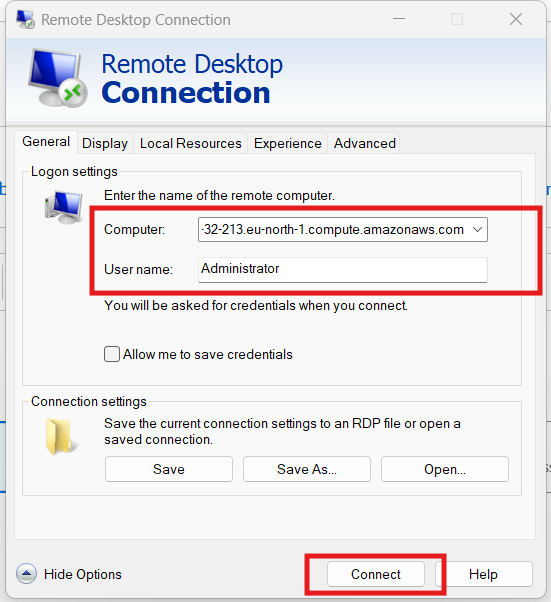 Remote Desktop Connection
Remote Desktop
Connection
General Display Local Resources Experience Advanced
Logon settings
Enter the name of the remote computer.
Computer: -32-213.eu-north-1.compute.amazonaws.com
User name: Administrator
You will be asked for credentials when you connect.
Allow me to save credentials
Connection settings
Save the current connection settings to an RDP file or open a
saved connection.
Save Save As... Open...
Hide Options Connect Help